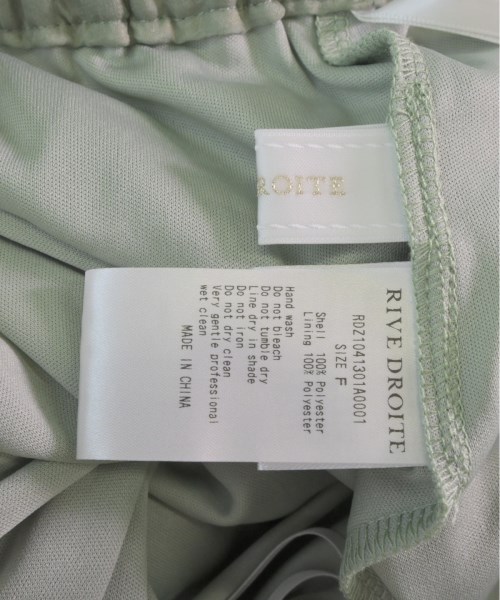 ROITE
RIVE DROITE
RDZ1041301A0001
SIZE F
Shell 100% Polyester
Lining 100% Polyester
Hand wash
Do not bleach
Do not tumble dry
Line dry in shade
Do not iron
Do not dry clean
Very gentle professional
wet clean
MADE IN CHINA